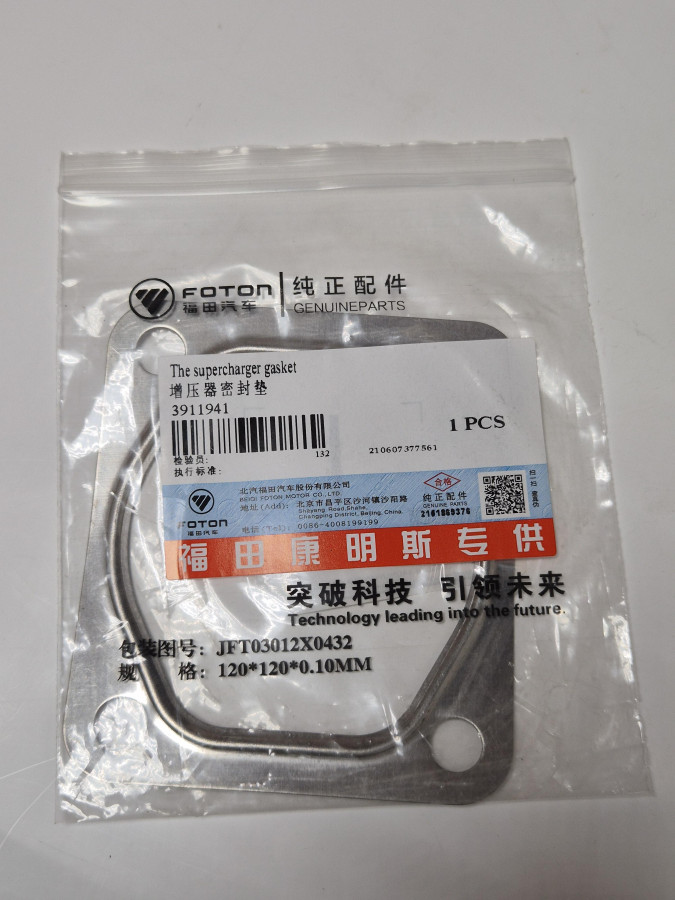 FOTON
福田汽车
纯正配件
GENUINEPARTS
The supercharger gasket
增压器密封垫
3911941
1 PCS
132
210607377561
检验员:
执行标准:
FOTON
福田汽车
北汽福田汽车股份有限公司
BEIQI FOTON MOTOR CO., LTD.
地址(Add): 北京市昌平区沙河镇沙阳路
Shayang Road,Shahe,
Changping District, Beijing, China.
电话(Tel): 0086-4008199199
合格
纯正配件
GENUINE PARTS
2101869376
扫一扫
福田康明斯专供
突破科技 引领未来
Technology leading into the future.
包装图号: JFT03012X0432
规 格: 120*120*0.10MM